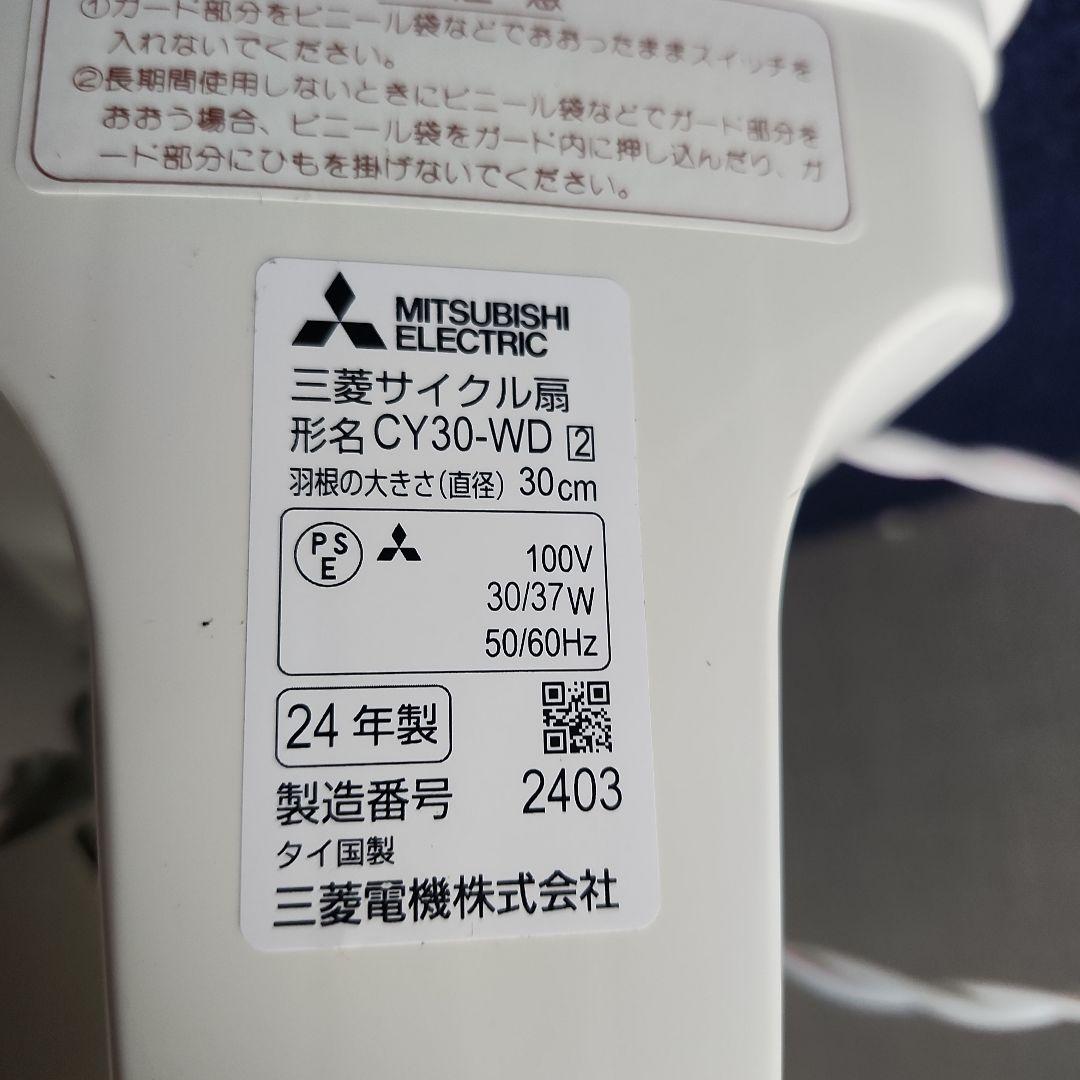 注意
①ガード部分をビニール袋などでおおったままスイッチを
入れないでください。
②長期間使用しないときにビニール袋などでガード部分を
おおう場合、ビニール袋をガード内に押し込んだり、ガ
ード部分にひもを掛げないでください。
MITSUBISHI
ELECTRIC
三菱サイクル扇
形名 CY30-WD 2
羽根の大きさ(直径) 30cm
PS
E
100V
30/37W
50/60Hz
24 年製
製造番号 2403
タイ国製
三菱電機株式会社